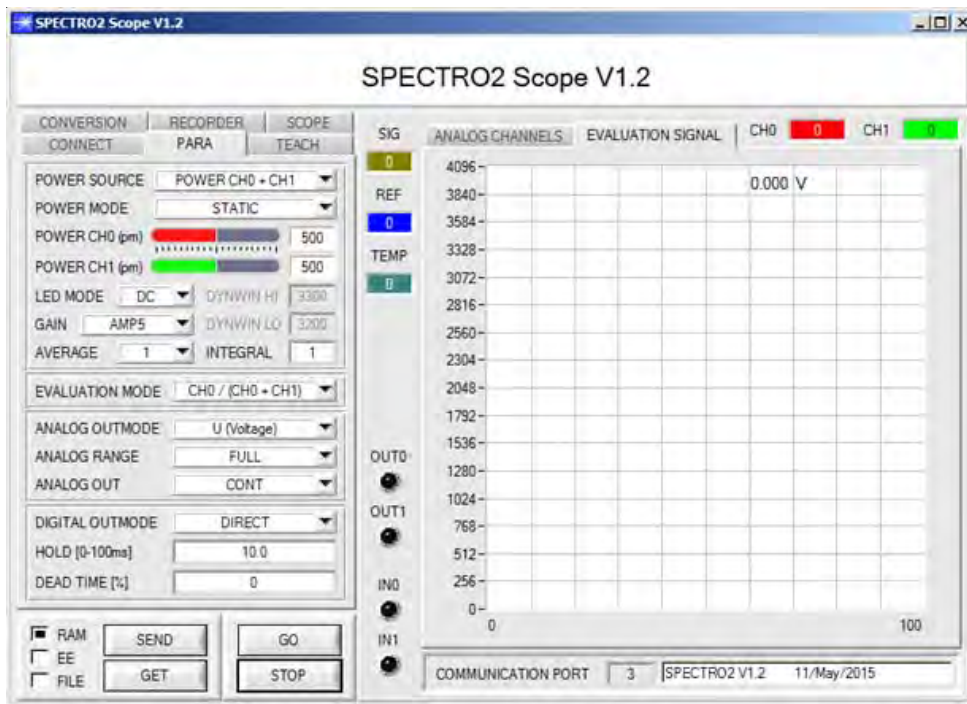 SPECTRO2 Scope V1.2
SPECTRO2 Scope V1.2
CONVERSION RECORDER SCOPE
CONNECT PARA TEACH
POWER SOURCE POWER CH0 + CH1
POWER MODE STATIC
POWER CH0 (pm) 500
POWER CH1 (pm) 500
LED MODE DC DYNWIN HI 3300
GAIN AMP5 DYNWIN LO 3200
AVERAGE 1 INTEGRAL 1
EVALUATION MODE CH0 / (CH0 + CH1)
ANALOG OUTMODE U (Voltage)
ANALOG RANGE FULL
ANALOG OUT CONT
DIGITAL OUTMODE DIRECT
HOLD [0-100ms] 10.0
DEAD TIME [%] 0
RAM
EE
FILE
SEND GO
GET STOP
SIG
0
REF
0
TEMP
0
OUT0
OUT1
IN0
IN1
ANALOG CHANNELS EVALUATION SIGNAL CH0 0 CH1 0
0.000 V
4096
3840
3584
3328
3072
2816
2560
2304
2048
1792
1536
1280
1024
768
512
256
0
0 100
COMMUNICATION PORT 3 SPECTRO2 V1.2 11/May/2015